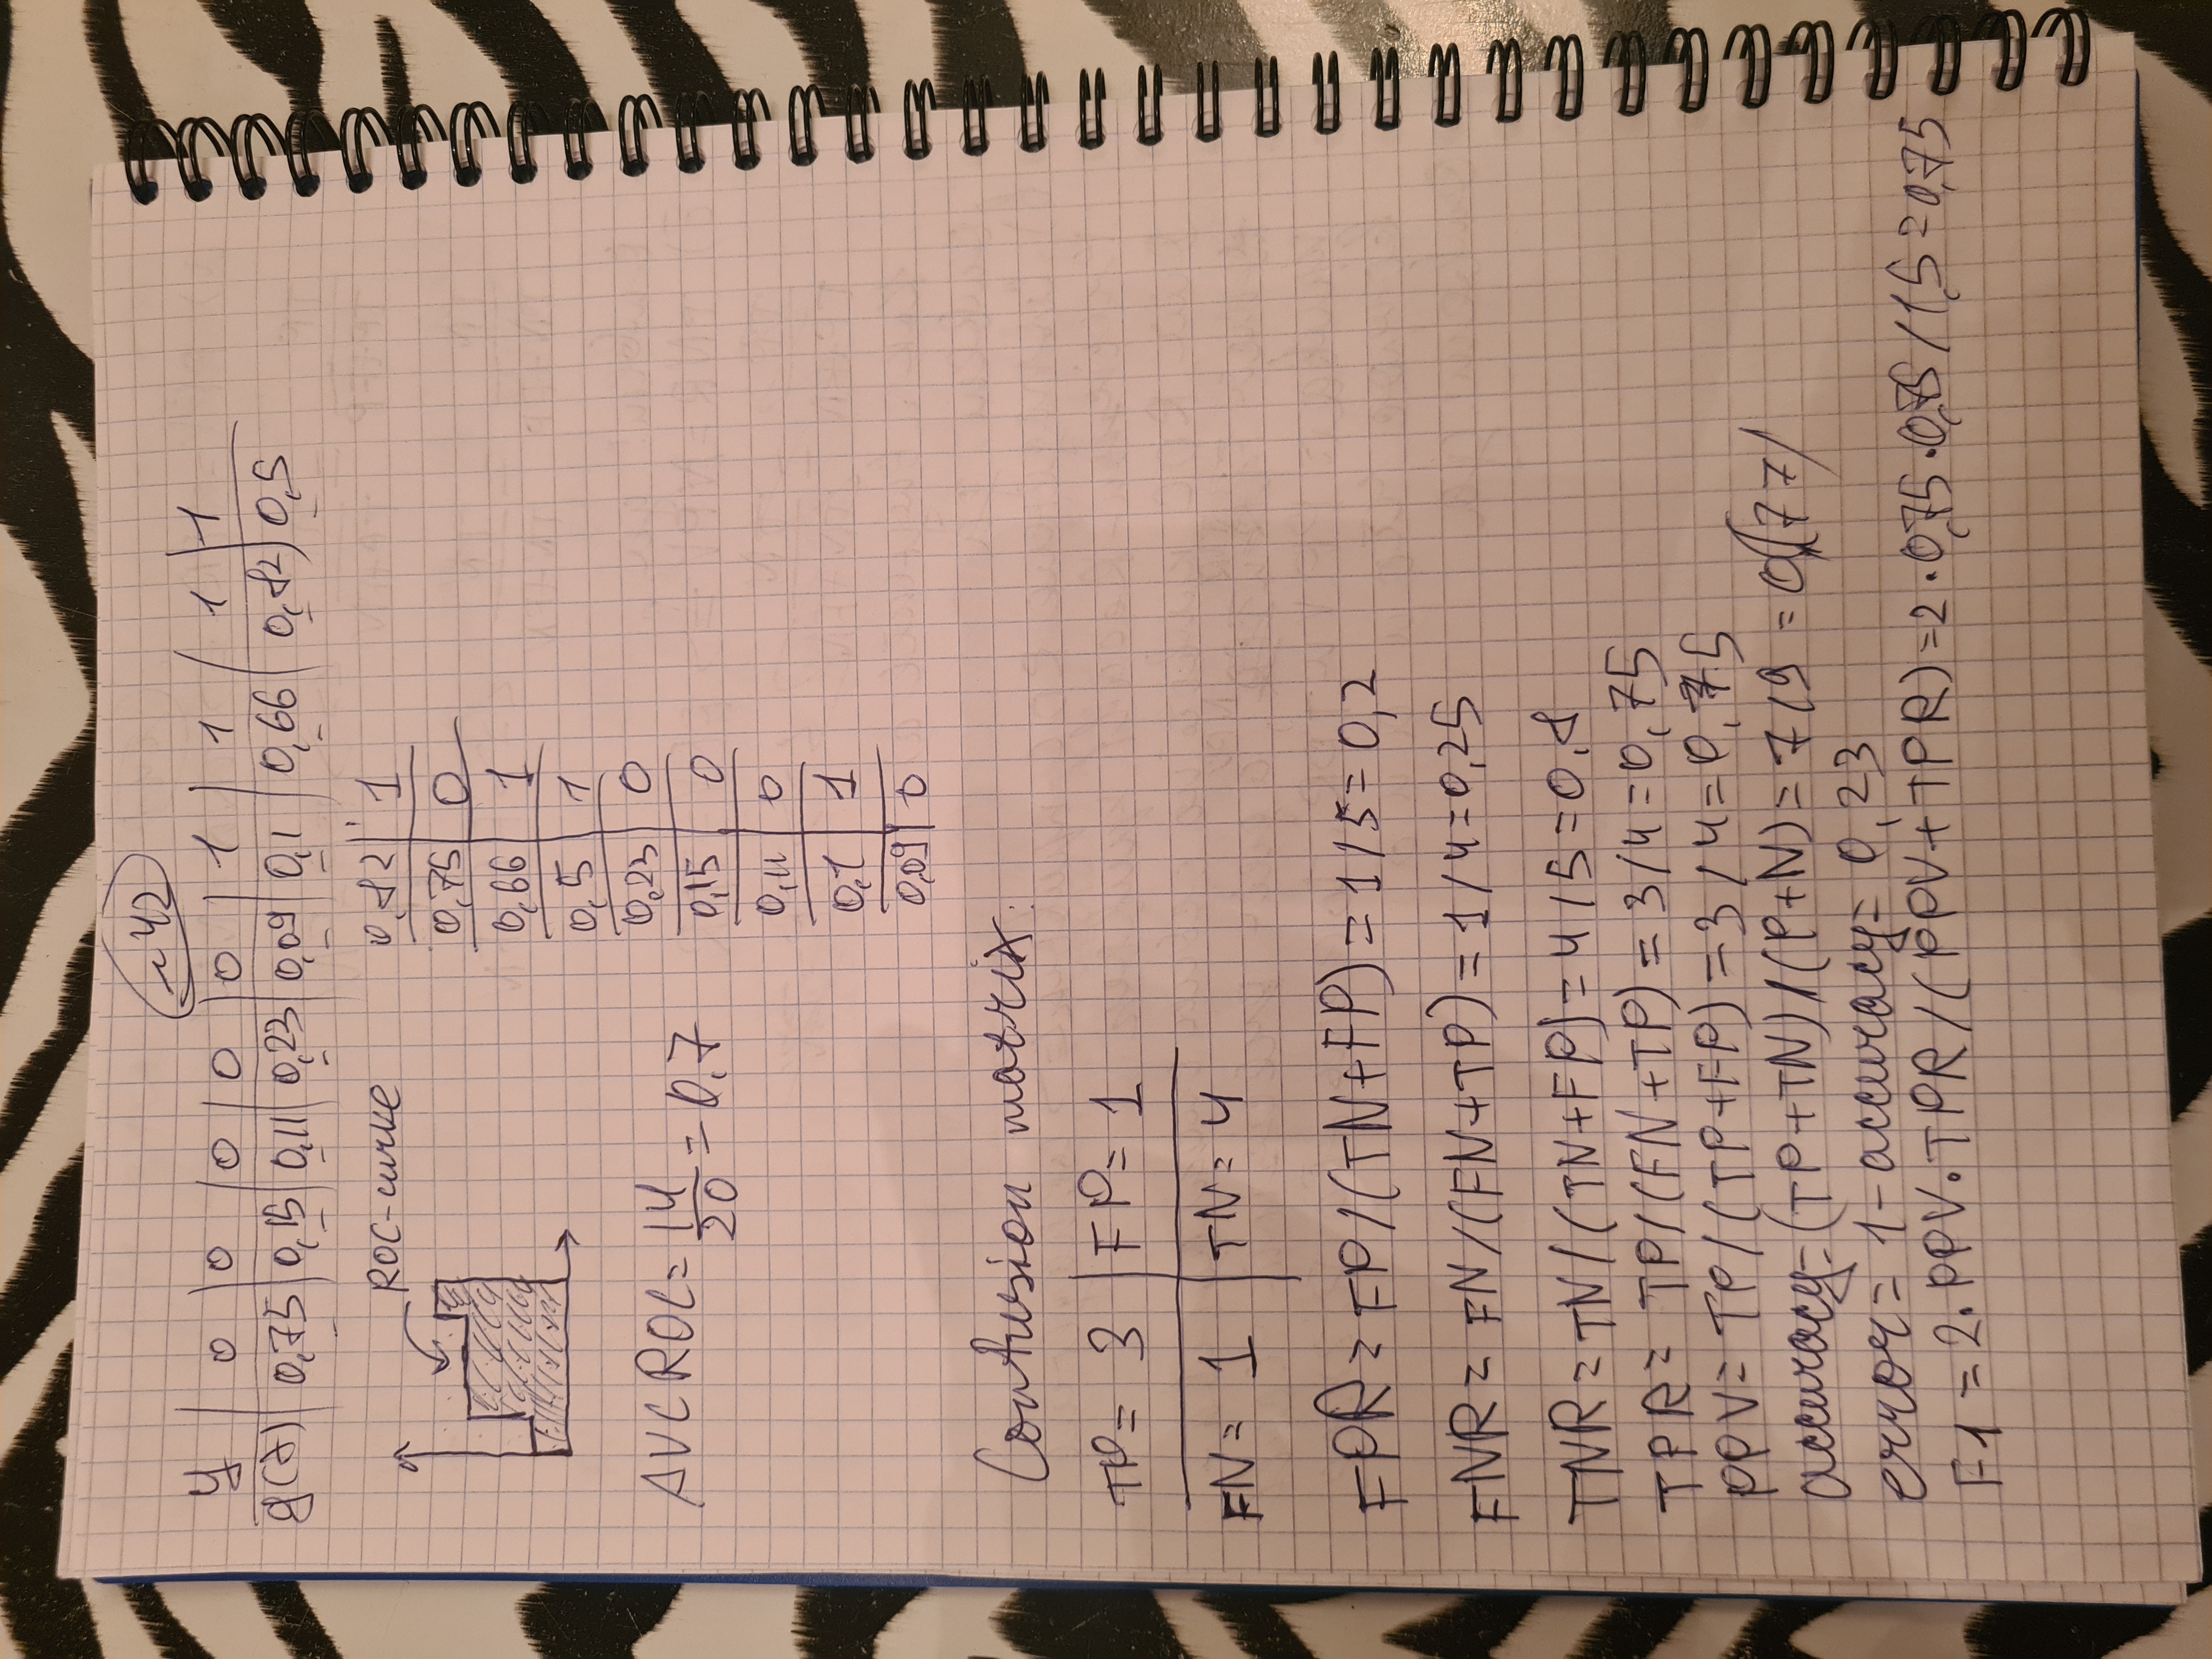 ~42
y | 0 | 0 | 0 | 0 | 0 | 1 | 1 | 1 | 1
g(7) | 0,75 | 0,15 | 0,11 | 0,23 | 0,09 | 0,1 | 0,66 | 0,82 | 0,5
ROC-curve
0,82 | 1
0,75 | 0
0,66 | 1
0,5 | 1
0,23 | 0
0,15 | 0
0,11 | 0
0,1 | 1
0,09 | 0
AVC ROC = 14/20 = 0,7
Confusion matrix:
TP = 3 | FP = 1
FN = 1 | TN = 4
FPR = FP/(TN+FP) = 1/5 = 0,2
FNR = FN/(FN+TP) = 1/4 = 0,25
TNR = TN/(TN+FP) = 4/5 = 0,8
TPR = TP/(FN+TP) = 3/4 = 0,75
PPV = TP/(TP+FP) = 3/4 = 0,75
accuracy = (TP+TN)/(P+N) = 7/9 = 0,(77)
error = 1-accuracy = 0,23
F1 = 2·PPV·TPR/(PPV+TPR) = 2·0,75·0,75/1,5 = 0,75